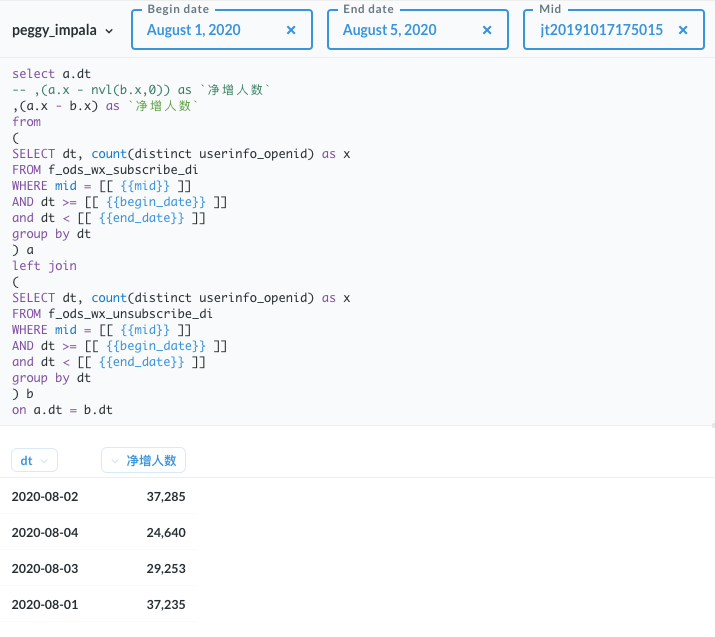 peggy_impala
Begin date
August 1, 2020 ×
End date
August 5, 2020 ×
Mid
jt20191017175015 ×
select a.dt
-- ,(a.x - nvl(b.x,0)) as `净增人数`
,(a.x - b.x) as `净增人数`
from
(
SELECT dt, count(distinct userinfo_openid) as x
FROM f_ods_wx_subscribe_di
WHERE mid = [[ {{mid}} ]]
AND dt >= [[ {{begin_date}} ]]
and dt < [[ {{end_date}} ]]
group by dt
) a
left join
(
SELECT dt, count(distinct userinfo_openid) as x
FROM f_ods_wx_unsubscribe_di
WHERE mid = [[ {{mid}} ]]
AND dt >= [[ {{begin_date}} ]]
and dt < [[ {{end_date}} ]]
group by dt
) b
on a.dt = b.dt
dt 净增人数
2020-08-02 37,285
2020-08-04 24,640
2020-08-03 29,253
2020-08-01 37,235